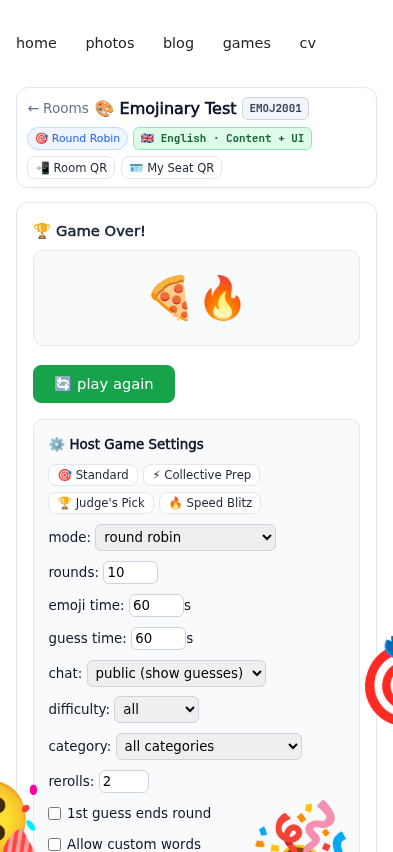 home photos blog games cv
← Rooms 🎨 Emojinary Test EMOJ2001
🎯 Round Robin 🇬🇧 English · Content + UI
📲 Room QR 🪪 My Seat QR
🏆 Game Over!
🍕🔥
🔄 play again
⚙️ Host Game Settings
🎯 Standard ⚡ Collective Prep
🏆 Judge's Pick 🔥 Speed Blitz
mode: round robin
rounds: 10
emoji time: 60 s
guess time: 60 s
chat: public (show guesses)
difficulty: all
category: all categories
rerolls: 2
1st guess ends round
Allow custom words